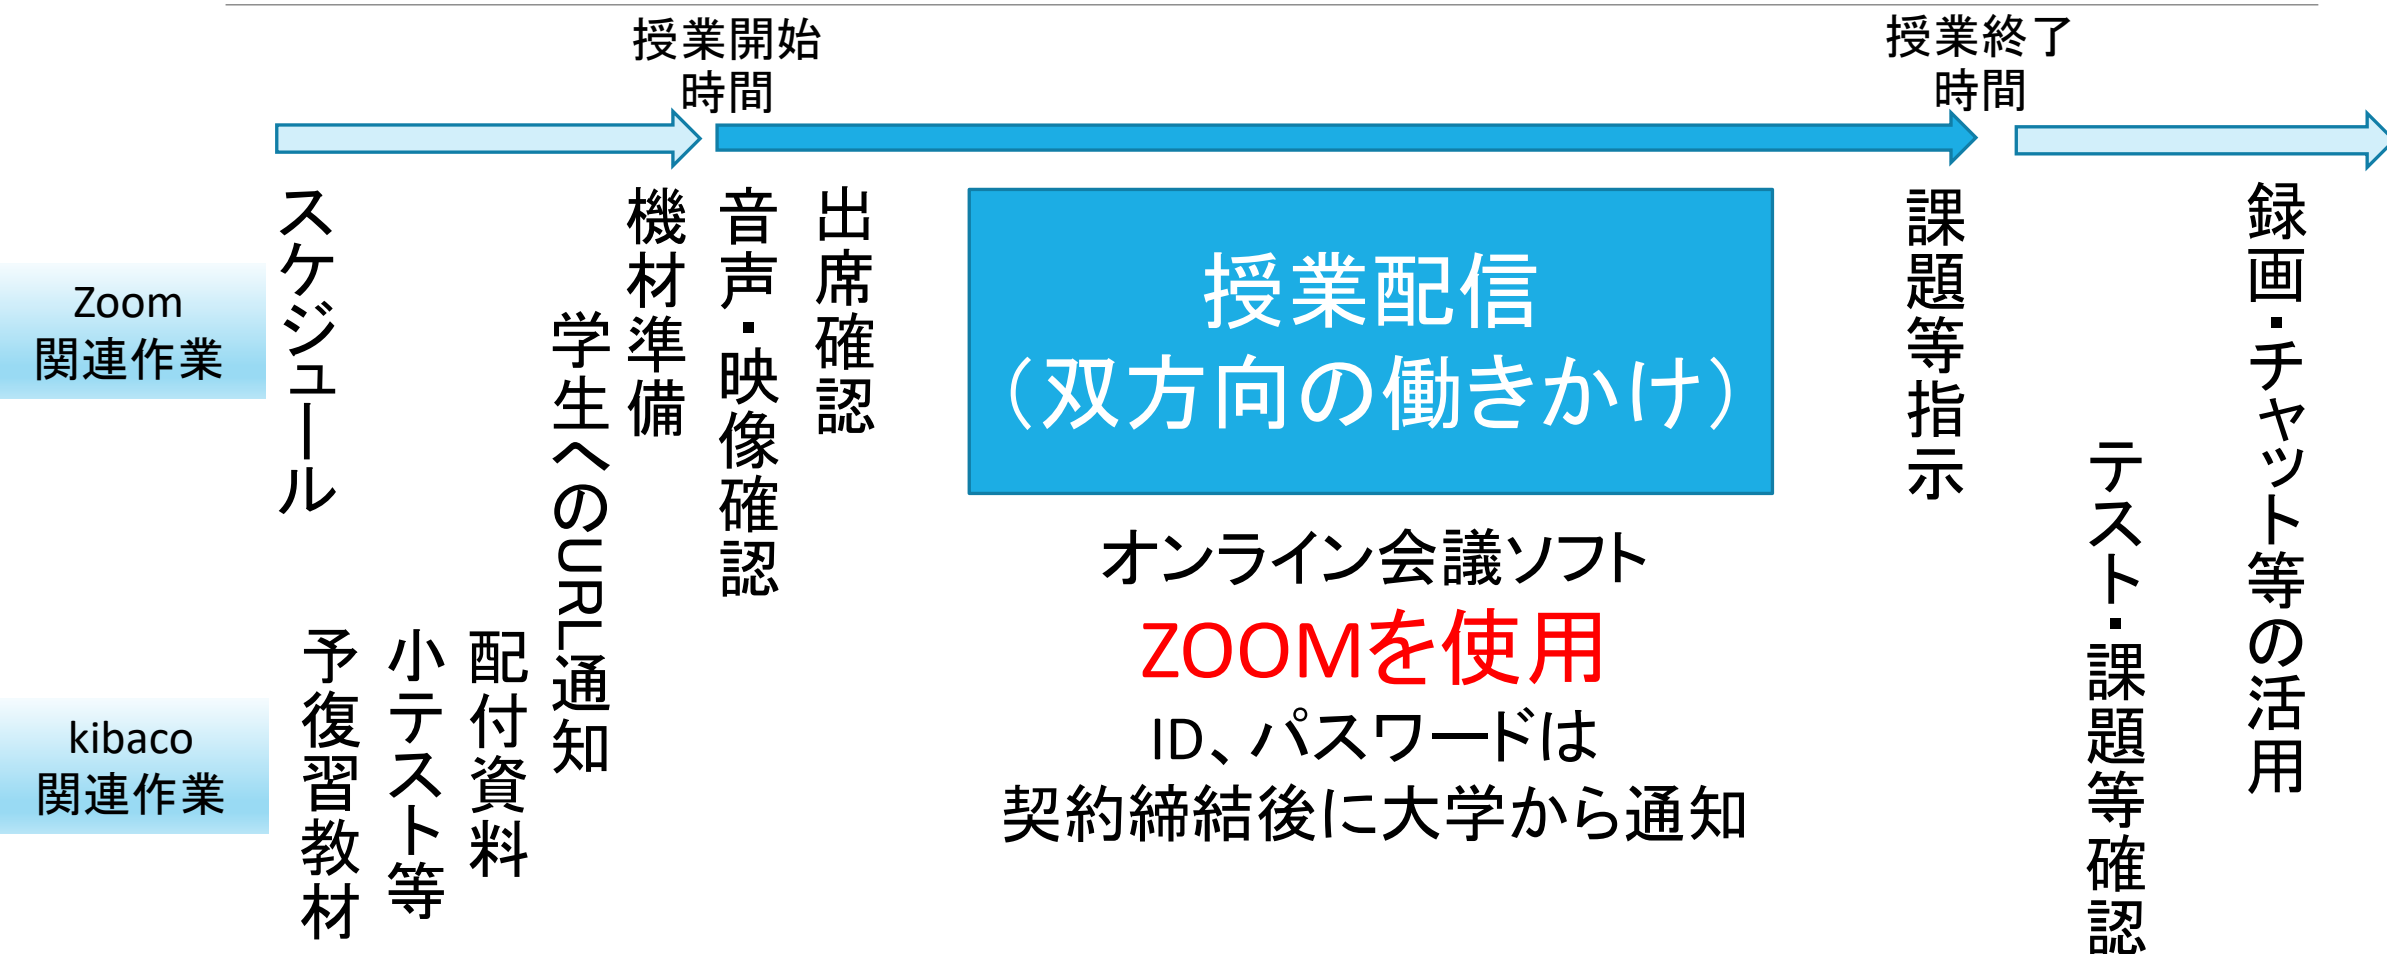 授業開始
時間
授業終了
時間
Zoom
関連作業
スケジュール
学生へのURL通知
機材準備
音声・映像確認
出席確認
授業配信
（双方向の働きかけ）
オンライン会議ソフト
ZOOMを使用
ID、パスワードは
契約締結後に大学から通知
課題等指示
テスト・課題等確認
録画・チャット等の活用
kibaco
関連作業
予復習教材
小テスト等
配付資料